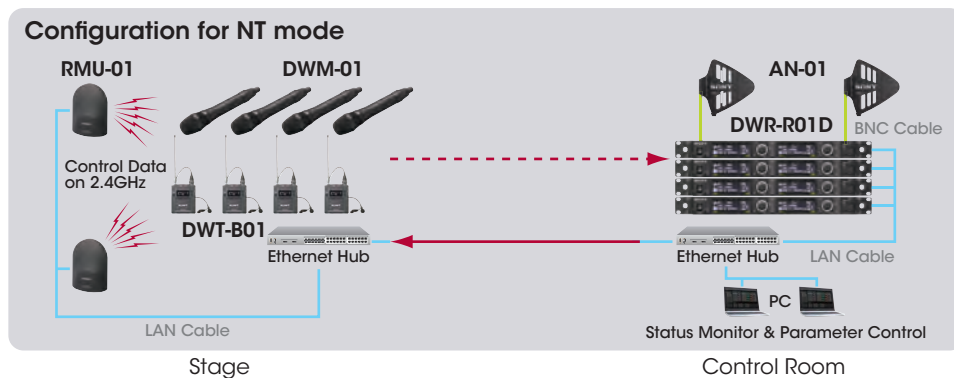 Configuration for NT mode
RMU-01
DWM-01
AN-01
DWR-R01D
BNC Cable
Control Data
on 2.4GHz
DWT-B01
Ethernet Hub
Ethernet Hub
LAN Cable
PC
LAN Cable
Status Monitor & Parameter Control
Stage
Control Room